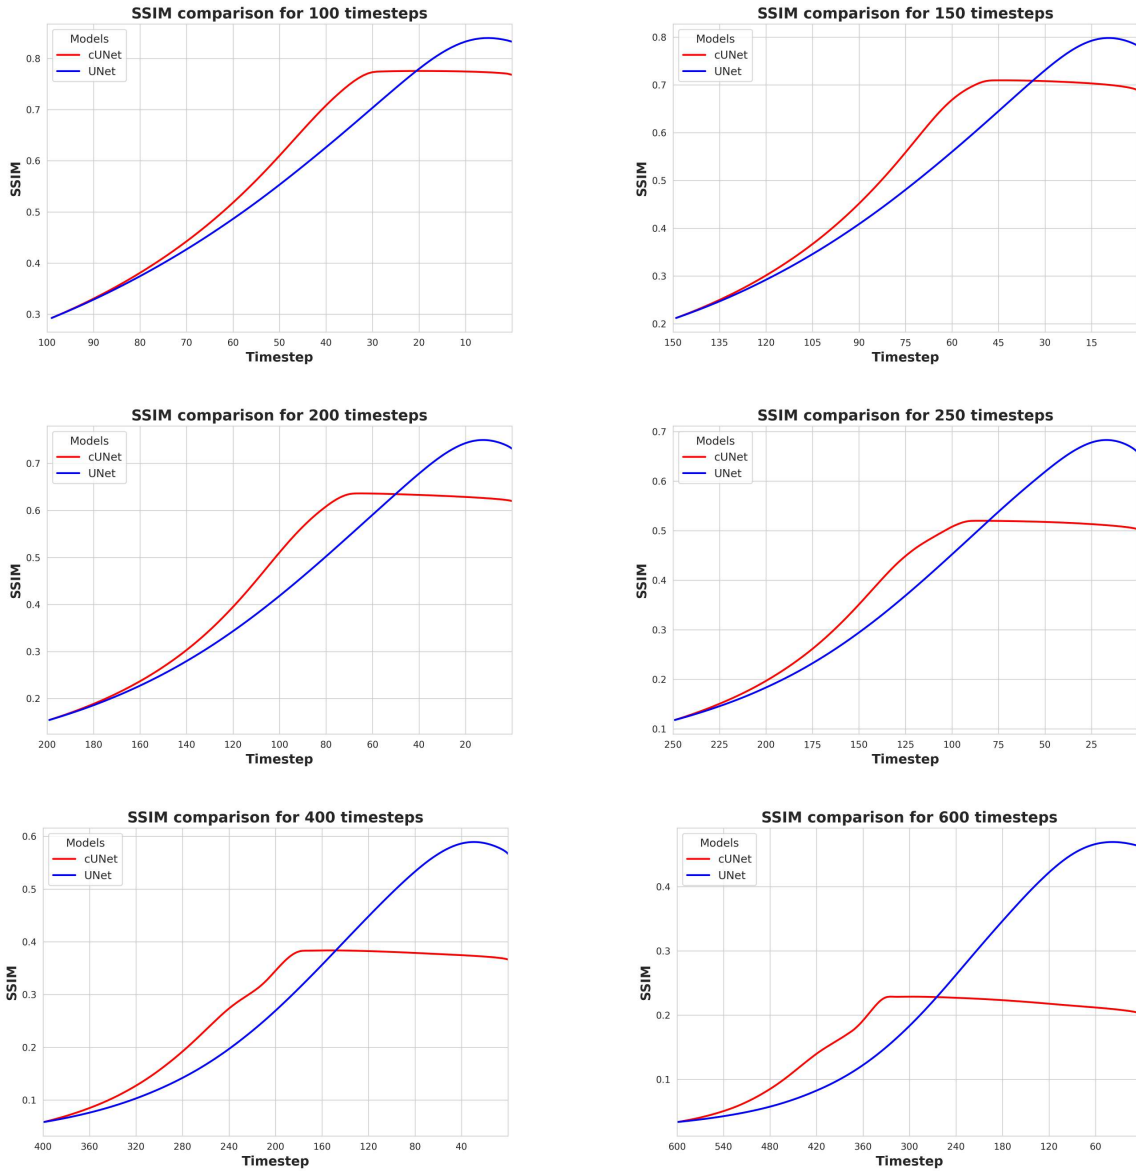 SSIM comparison for 100 timesteps
Models
cUNet
UNet
SSIM
0.8
0.7
0.6
0.5
0.4
0.3
100 90 80 70 60 50 40 30 20 10
Timestep
SSIM comparison for 150 timesteps
Models
cUNet
UNet
SSIM
0.8
0.7
0.6
0.5
0.4
0.3
0.2
150 135 120 105 90 75 60 45 30 15
Timestep
SSIM comparison for 200 timesteps
Models
cUNet
UNet
SSIM
0.7
0.6
0.5
0.4
0.3
0.2
200 180 160 140 120 100 80 60 40 20
Timestep
SSIM comparison for 250 timesteps
Models
cUNet
UNet
SSIM
0.7
0.6
0.5
0.4
0.3
0.2
0.1
250 225 200 175 150 125 100 75 50 25
Timestep
SSIM comparison for 400 timesteps
Models
cUNet
UNet
SSIM
0.6
0.5
0.4
0.3
0.2
0.1
400 360 320 280 240 200 160 120 80 40
Timestep
SSIM comparison for 600 timesteps
Models
cUNet
UNet
SSIM
0.4
0.3
0.2
0.1
600 540 480 420 360 300 240 180 120 60
Timestep